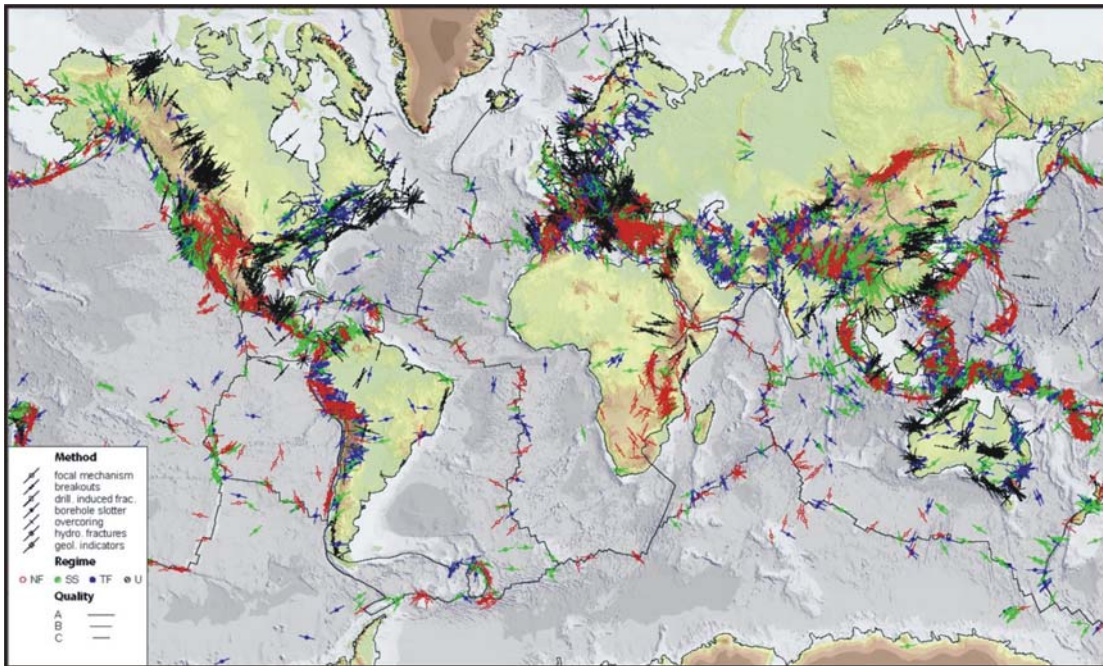 Method
focal mechanism
breakouts
drill. induced frac.
borehole slotter
overcoring
hydro. fractures
geol. indicators
Regime
NF SS TF U
Quality
A
B
C